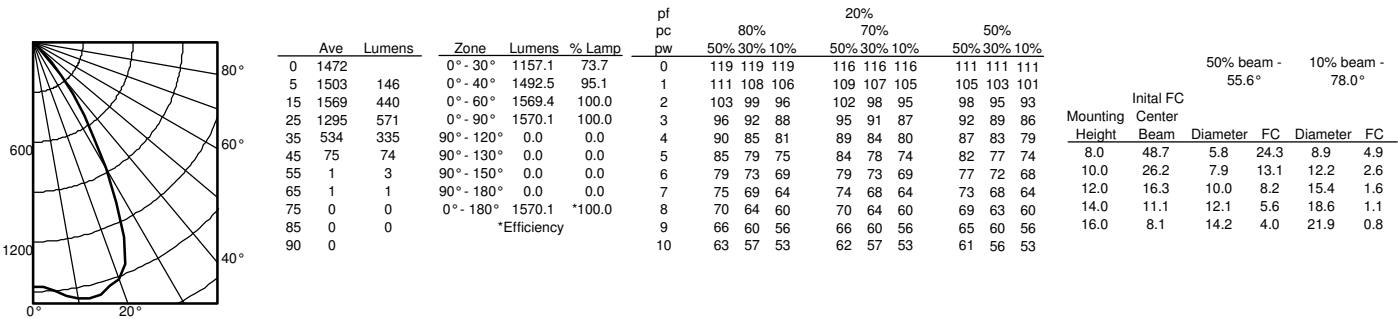 80°
60°
40°
600
1200
0° 20°
Ave Lumens
0 1472
5 1503 146
15 1569 440
25 1295 571
35 534 335
45 75 74
55 1 3
65 1 1
75 0 0
85 0 0
90 0
Zone Lumens % Lamp
0° - 30° 1157.1 73.7
0° - 40° 1492.5 95.1
0° - 60° 1569.4 100.0
0° - 90° 1570.1 100.0
90° - 120° 0.0 0.0
90° - 130° 0.0 0.0
90° - 150° 0.0 0.0
90° - 180° 0.0 0.0
0° - 180° 1570.1 *100.0
*Efficiency
pf 20%
pc 80% 70% 50%
pw 50% 30% 10% 50% 30% 10% 50% 30% 10%
0 119 119 119 116 116 116 111 111 111
1 111 108 106 109 107 105 105 103 101
2 103 99 96 102 98 95 98 95 93
3 96 92 88 95 91 87 92 89 86
4 90 85 81 89 84 80 87 83 79
5 85 79 75 84 78 74 82 77 74
6 79 73 69 79 73 69 77 72 68
7 75 69 64 74 68 64 73 68 64
8 70 64 60 70 64 60 69 63 60
9 66 60 56 66 60 56 65 60 56
10 63 57 53 62 57 53 61 56 53
50% beam - 10% beam -
55.6° 78.0°
Inital FC
Mounting Center
Height Beam Diameter FC Diameter FC
8.0 48.7 5.8 24.3 8.9 4.9
10.0 26.2 7.9 13.1 12.2 2.6
12.0 16.3 10.0 8.2 15.4 1.6
14.0 11.1 12.1 5.6 18.6 1.1
16.0 8.1 14.2 4.0 21.9 0.8